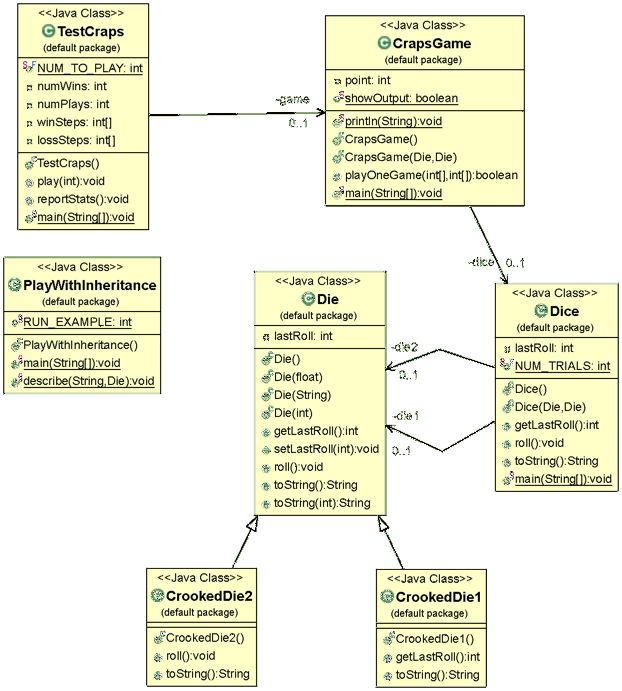 <<Java Class>>
TestCraps
(default package)
NUM_TO_PLAY: int
numWins: int
numPlays: int
winSteps: int[]
lossSteps: int[]
TestCraps()
play(int):void
reportStats():void
main(String[]):void
-game
0..1
<<Java Class>>
CrapsGame
(default package)
point: int
showOutput: boolean
println(String):void
CrapsGame()
CrapsGame(Die,Die)
playOneGame(int[],int[]):boolean
main(String[]):void
-dice
0..1
<<Java Class>>
PlayWithInheritance
(default package)
RUN_EXAMPLE: int
PlayWithInheritance()
main(String[]):void
describe(String,Die):void
<<Java Class>>
Die
(default package)
lastRoll: int
Die()
Die(float)
Die(String)
Die(int)
getLastRoll():int
setLastRoll(int):void
roll():void
toString():String
toString(int):String
-die2
0..1
-die1
0..1
<<Java Class>>
Dice
(default package)
lastRoll: int
NUM_TRIALS: int
Dice()
Dice(Die,Die)
getLastRoll():int
roll():void
toString():String
main(String[]):void
<<Java Class>>
CrookedDie2
(default package)
CrookedDie2()
roll():void
toString():String
<<Java Class>>
CrookedDie1
(default package)
CrookedDie1()
getLastRoll():int
toString():String